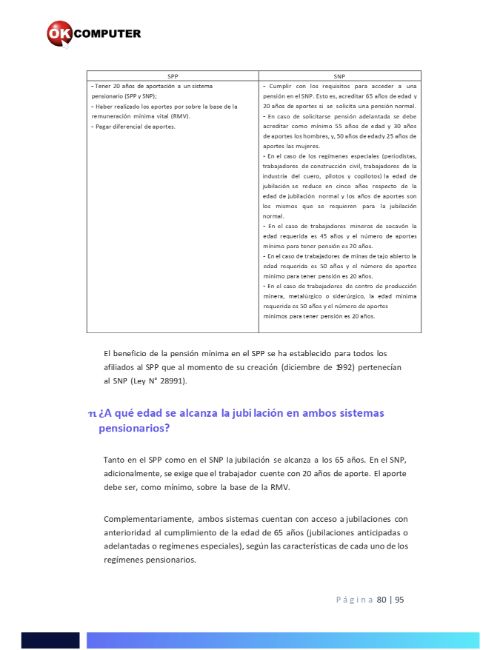 OK COMPUTER
SPP
SNP
- Tener 20 años de aportación a un sistema
pensionario (SPP y SNP);
- Haber realizado los aportes por sobre la base de la
remuneración mínima vital (RMV).
- Pagar diferencial de aportes.
- Cumplir con los requisitos para acceder a una
pensión en el SNP. Esto es, acreditar 65 años de edad y
20 años de aportes si se solicita una pensión normal.
- En caso de solicitarse pensión adelantada se debe
acreditar como mínimo 55 años de edad y 30 años
de aportes los hombres, y, 50 años de edad y 25 años de
aportes las mujeres.
- En el caso de los regímenes especiales (periodistas,
trabajadores de construcción civil, trabajadores de la
industria del cuero, pilotos y copilotos) la edad de
jubilación se reduce en cinco años respecto de la
edad de jubilación normal y los años de aportes son
los mismos que se requieren para la jubilación
normal.
- En el caso de trabajadores mineros de socavón la
edad requerida es 45 años y el número de aportes
mínimo para tener pensión es 20 años.
- En el caso de trabajadores de minas de tajo abierto la
edad requerida es 50 años y el número de aportes
mínimo para tener pensión es 20 años.
- En el caso de trabajadores de centro de producción
minera, metalúrgico o siderúrgico, la edad mínima
requerida es 50 años y el número de aportes
mínimos para tener pensión es 20 años.
El beneficio de la pensión mínima en el SPP se ha establecido para todos los
afiliados al SPP que al momento de su creación (diciembre de 1992) pertenecían
al SNP (Ley N° 28991).
11. ¿A qué edad se alcanza la jubilación en ambos sistemas
pensionarios?
Tanto en el SPP como en el SNP la jubilación se alcanza a los 65 años. En el SNP,
adicionalmente, se exige que el trabajador cuente con 20 años de aporte. El aporte
debe ser, como mínimo, sobre la base de la RMV.
Complementariamente, ambos sistemas cuentan con acceso a jubilaciones con
anterioridad al cumplimiento de la edad de 65 años (jubilaciones anticipadas o
adelantadas o regímenes especiales), según las características de cada uno de los
regímenes pensionarios.
Página 80 | 95